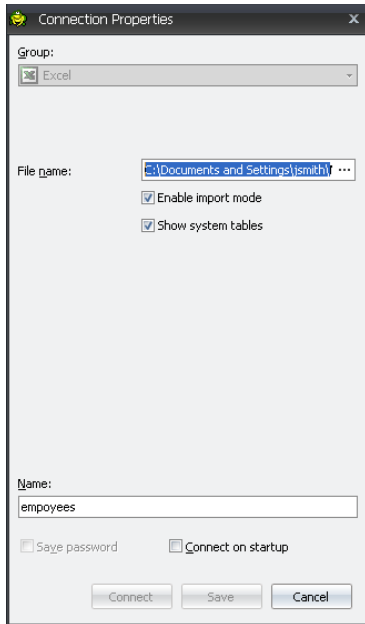 Connection Properties
x
Group:
Excel
File name:
C:\Documents and Settings\jsmith\ ...
Enable import mode
Show system tables
Name:
empoyees
Save password
Connect on startup
Connect
Save
Cancel